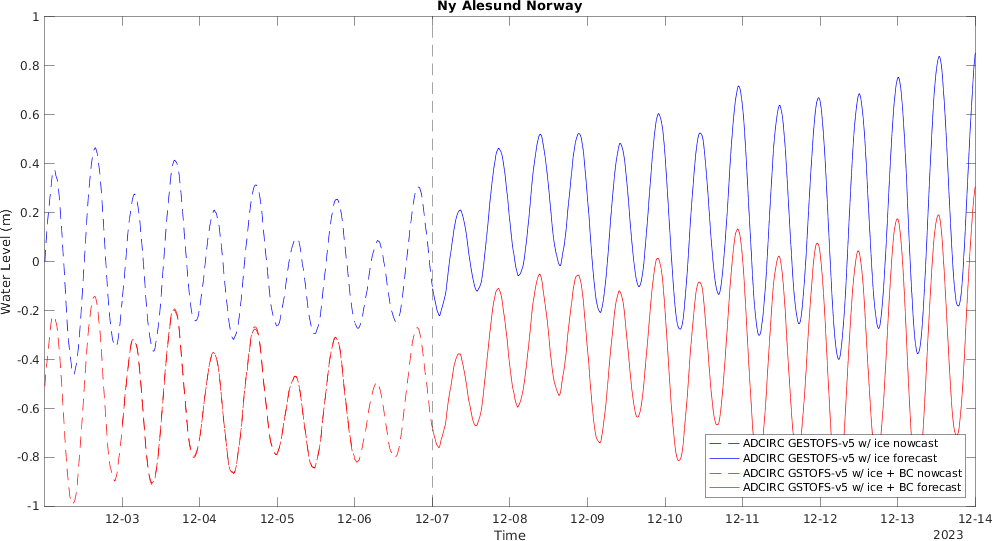 Ny Alesund Norway
1
0.8
0.6
0.4
0.2
0
-0.2
-0.4
-0.6
-0.8
-1
Water Level (m)
ADCIRC GESTOFS-v5 w/ ice nowcast
ADCIRC GESTOFS-v5 w/ ice forecast
ADCIRC GSTOFS-v5 w/ ice + BC nowcast
ADCIRC GSTOFS-v5 w/ ice + BC forecast
12-03 12-04 12-05 12-06 12-07 12-08 12-09 12-10 12-11 12-12 12-13 12-14
Time
2023